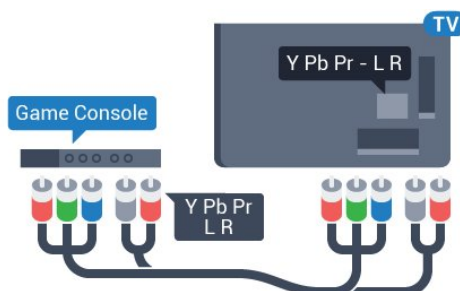 TV
Y Pb Pr - L R
Game Console
Y Pb Pr
L R